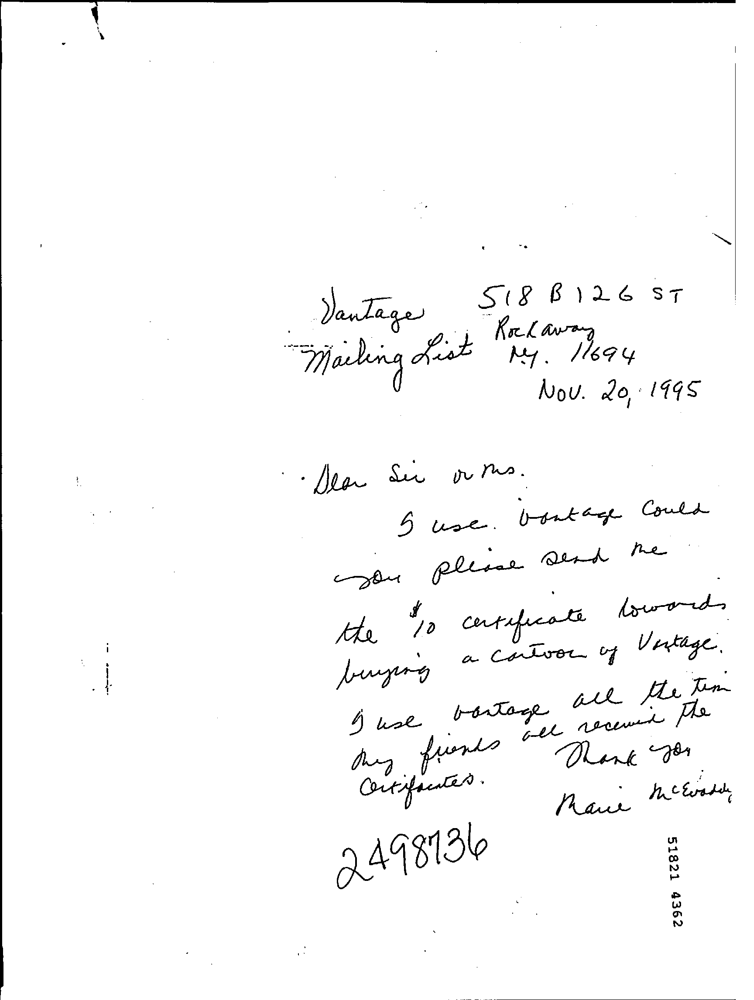 Vantage
Mailing List
518 B 126 ST
Rockaway
N.Y. 11694
Nov. 20, 1995
Dear Sir or Ms.
I use. Vantage Could
you please send me
the $10 certificate towards
buying a cartoon of Vantage.
I use vantage all the time
My friends all received the
Certificates. Thank you
Marie McEvaddy
2498736
51821 4362